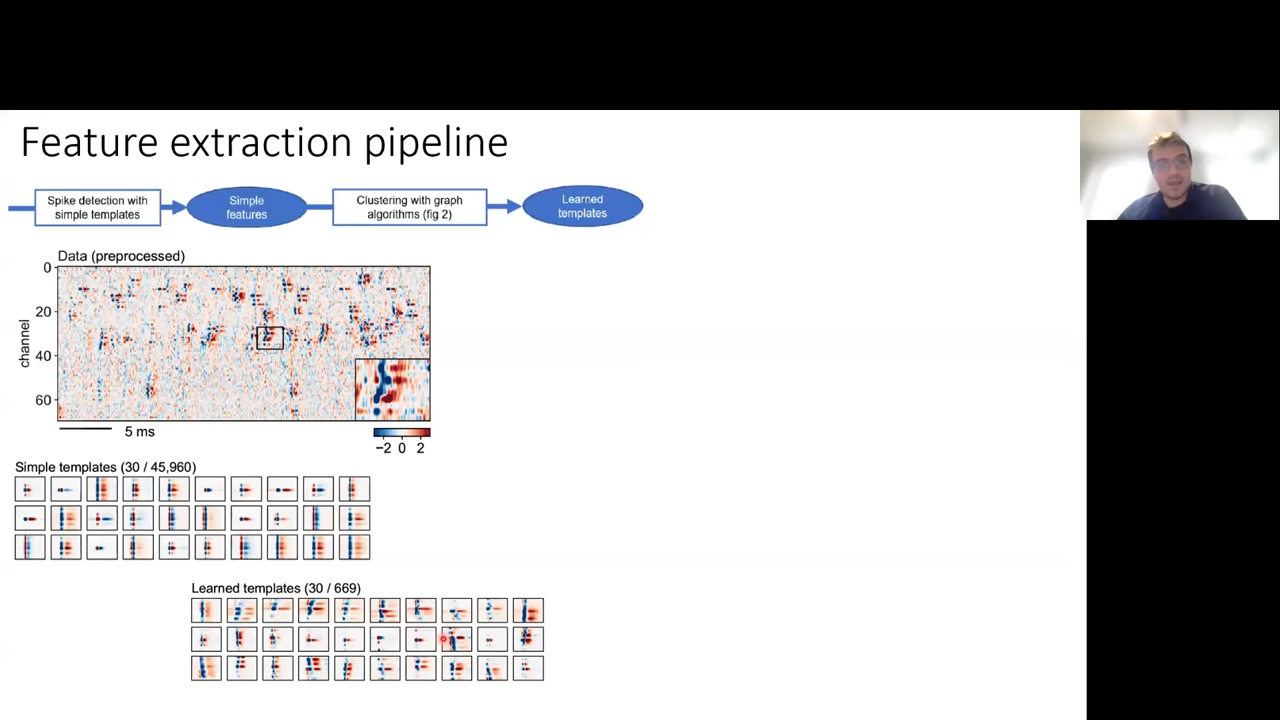 Feature extraction pipeline
Spike detection with
simple templates
Simple
features
Clustering with graph
algorithms (fig 2)
Learned
templates
Data (preprocessed)
0
20
40
60
channel
5 ms
−2 0 2
Simple templates (30 / 45,960)
Learned templates (30 / 669)